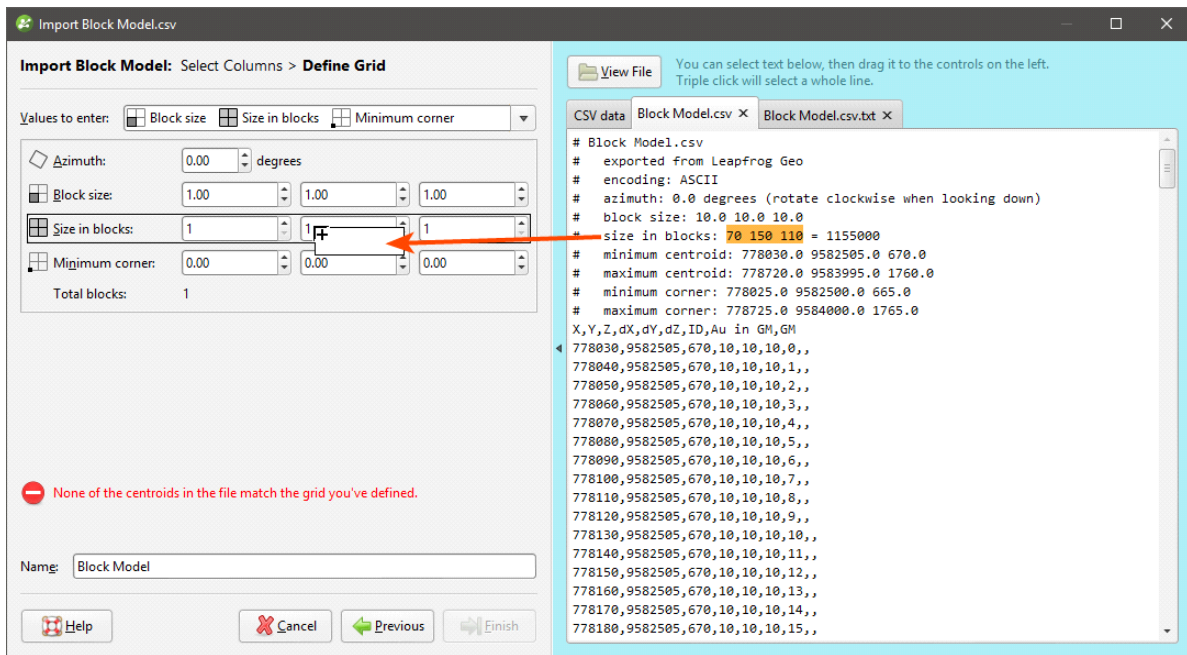 Import Block Model.csv
Import Block Model: Select Columns > Define Grid
Values to enter: Block size Size in blocks Minimum corner
Azimuth: 0.00 degrees
Block size: 1.00 1.00 1.00
Size in blocks: 1 1 1
Minimum corner: 0.00 0.00 0.00
Total blocks: 1
None of the centroids in the file match the grid you've defined.
Name: Block Model
Help Cancel Previous Finish
View File
You can select text below, then drag it to the controls on the left.
Triple click will select a whole line.
CSV data Block Model.csv Block Model.csv.txt
# Block Model.csv
# exported from Leapfrog Geo
# encoding: ASCII
# azimuth: 0.0 degrees (rotate clockwise when looking down)
# block size: 10.0 10.0 10.0
# size in blocks: 70 150 110 = 1155000
# minimum centroid: 778030.0 9582505.0 670.0
# maximum centroid: 778720.0 9583995.0 1760.0
# minimum corner: 778025.0 9582500.0 665.0
# maximum corner: 778725.0 9584000.0 1765.0
X,Y,Z,dX,dY,dZ,ID,Au in GM,GM
778030,9582505,670,10,10,10,0,,
778040,9582505,670,10,10,10,1,,
778050,9582505,670,10,10,10,2,,
778060,9582505,670,10,10,10,3,,
778070,9582505,670,10,10,10,4,,
778080,9582505,670,10,10,10,5,,
778090,9582505,670,10,10,10,6,,
778100,9582505,670,10,10,10,7,,
778110,9582505,670,10,10,10,8,,
778120,9582505,670,10,10,10,9,,
778130,9582505,670,10,10,10,10,,
778140,9582505,670,10,10,10,11,,
778150,9582505,670,10,10,10,12,,
778160,9582505,670,10,10,10,13,,
778170,9582505,670,10,10,10,14,,
778180,9582505,670,10,10,10,15,,